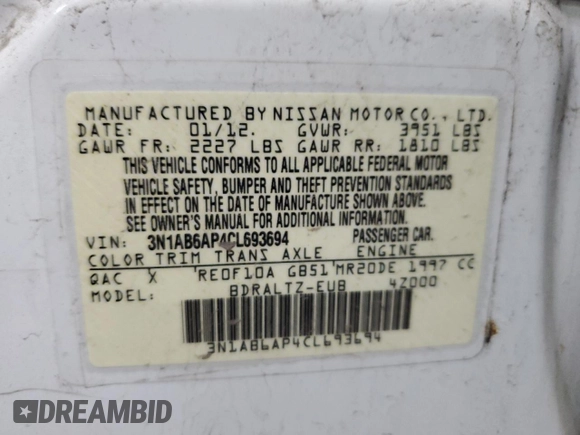 MANUFACTURED BY NISSAN MOTOR CO., LTD.
DATE: 01/12. GVWR: 3951 LBS
GAWR FR: 2227 LBS GAWR RR: 1810 LBS
THIS VEHICLE CONFORMS TO ALL APPLICABLE FEDERAL MOTOR
VEHICLE SAFETY, BUMPER AND THEFT PREVENTION STANDARDS
IN EFFECT ON THE DATE OF MANUFACTURE SHOWN ABOVE.
SEE OWNER'S MANUAL FOR ADDITIONAL INFORMATION.
VIN: 3N1AB6AP4CL693694 PASSENGER CAR.
COLOR TRIM TRANS AXLE ENGINE
QAC X 'RE0F10A GB51'MR20DE 1997 CC
MODEL: BDRALTZ-EUB 4Z000
3N1AB6AP4CL693694
DREAMBID